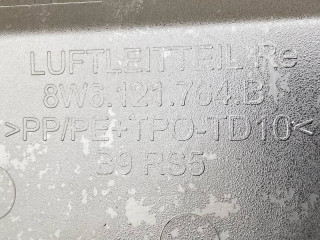 LUFTLEITTEIL Re
8W6.121.764.B
>PP/PE+TPO-TD10<
B9 RS5